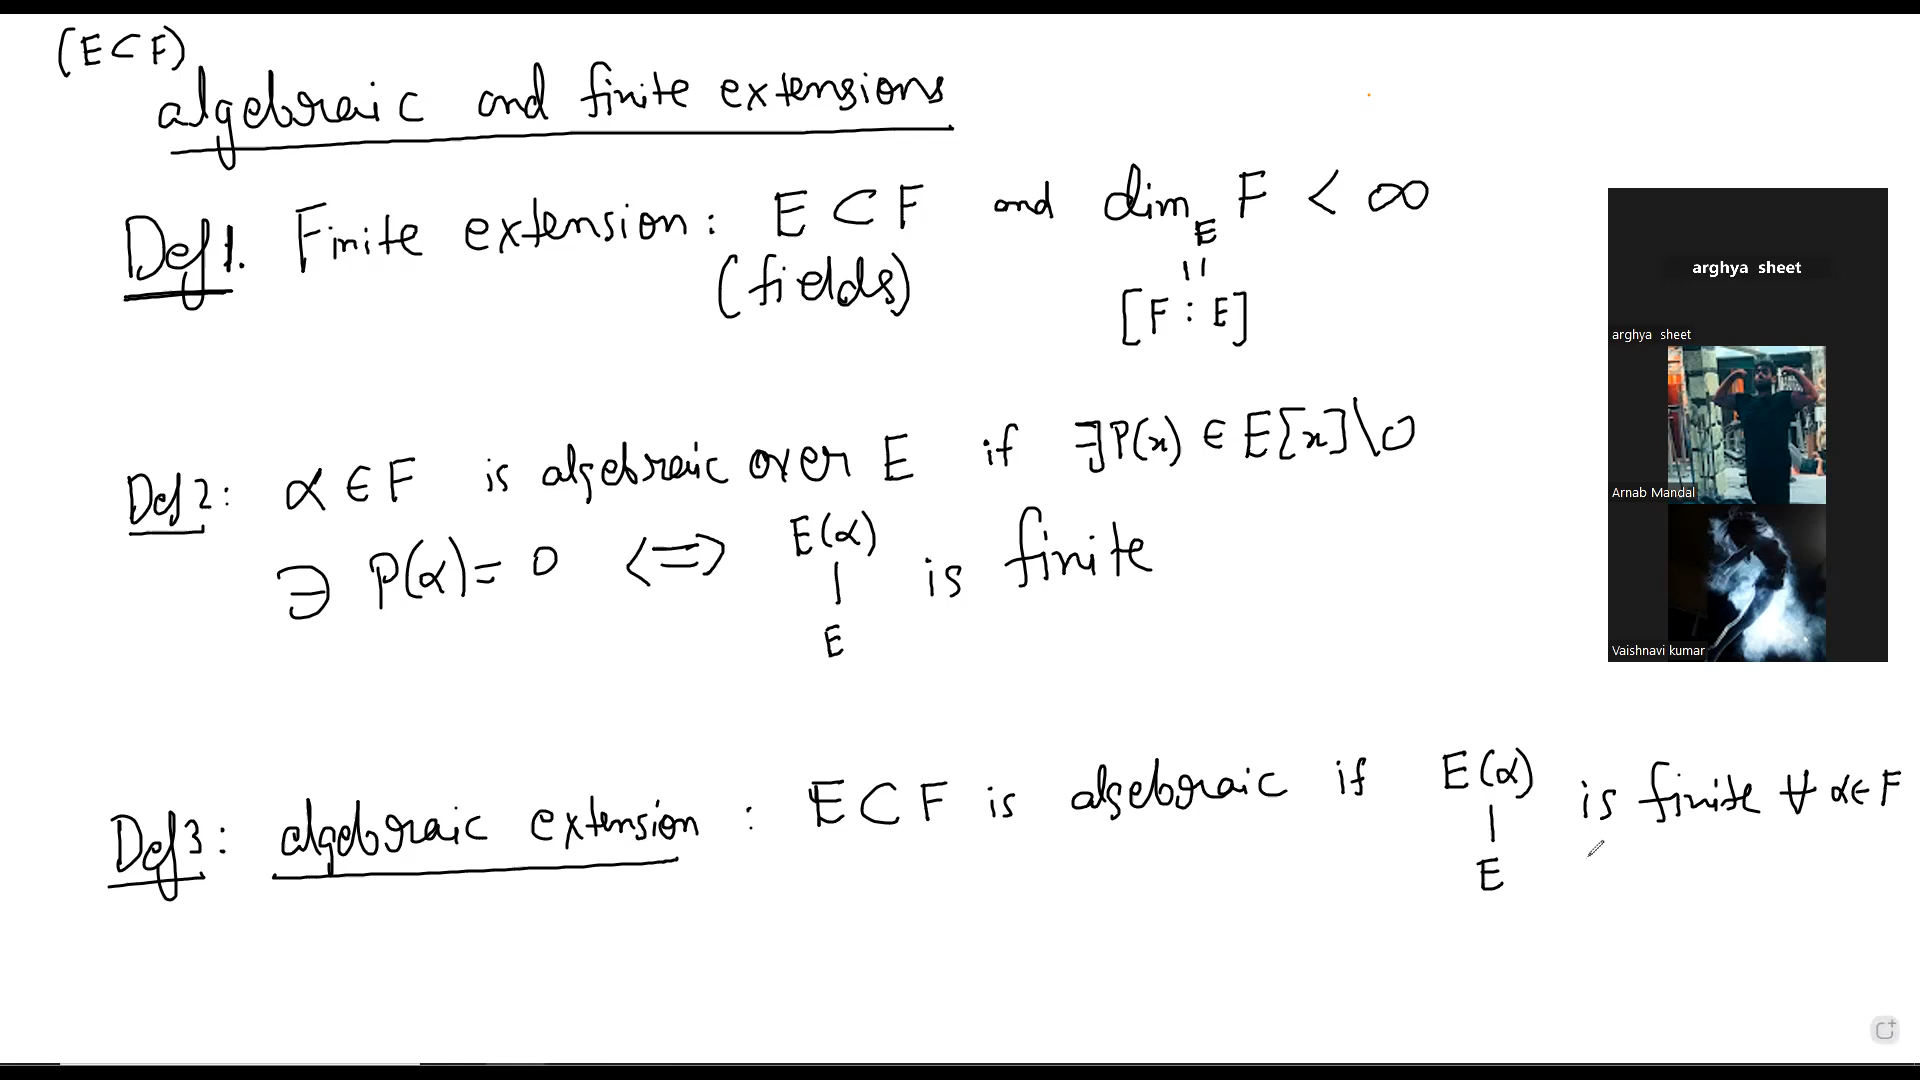 (E ⊂ F)
algebraic and finite extensions
Def 1. Finite extension: E ⊂ F and dim_E F < ∞
(fields)
=
[F : E]
Def 2: α ∈ F is algebraic over E if ∃ P(x) ∈ E[x]\0
∋ P(α) = 0 <=> E(α) | E is finite
Def 3: algebraic extension : E ⊂ F is algebraic if E(α) | E is finite ∀ α ∈ F
arghya sheet
arghya sheet
Arnab Mandal
Vaishnavi kumar